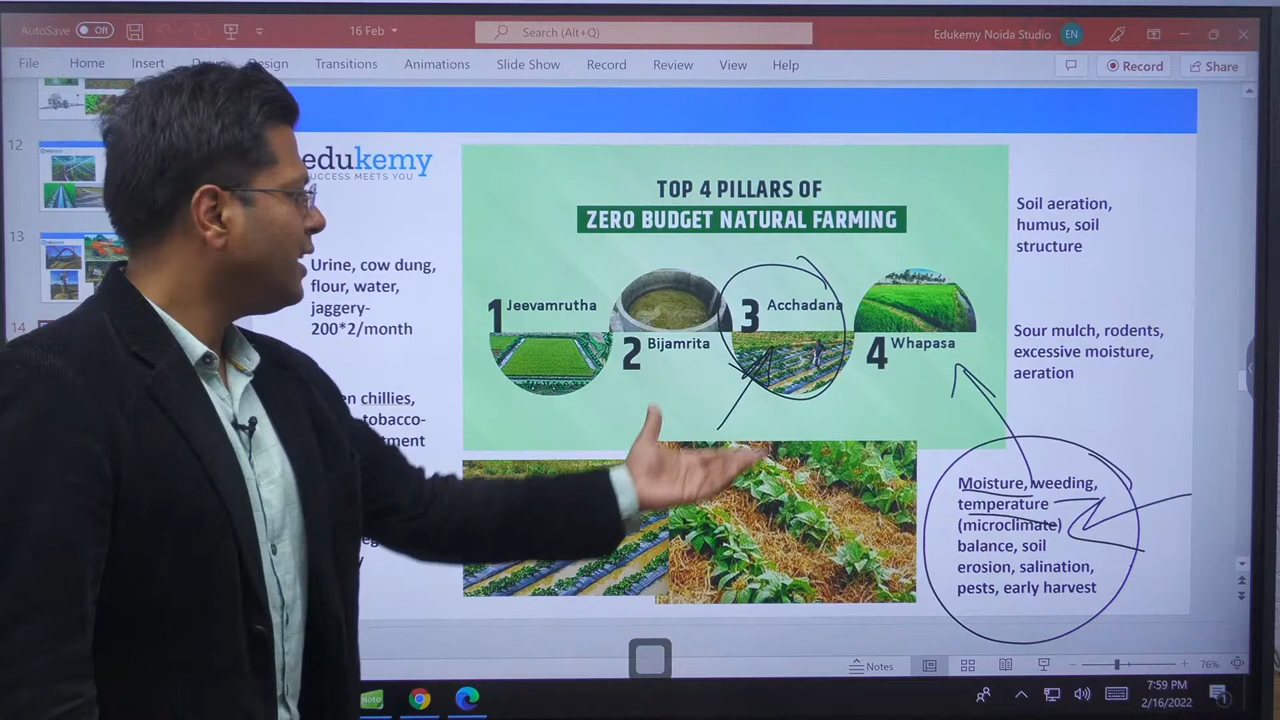 AutoSave Off
16 Feb
Search (Alt+Q)
Edukemy Noida Studio EN
File Home Insert Design Transitions Animations Slide Show Record Review View Help
Record Share
12
13
14
edukemy
SUCCESS MEETS YOU
TOP 4 PILLARS OF
ZERO BUDGET NATURAL FARMING
1 Jeevamrutha
2 Bijamrita
3 Acchadana
4 Whapasa
Urine, cow dung,
flour, water,
jaggery-
200*2/month
chillies,
tobacco-
Soil aeration,
humus, soil
structure
Sour mulch, rodents,
excessive moisture,
aeration
Moisture, weeding,
temperature
(microclimate)
balance, soil
erosion, salination,
pests, early harvest
Notes
76%
7:59 PM
2/16/2022
1